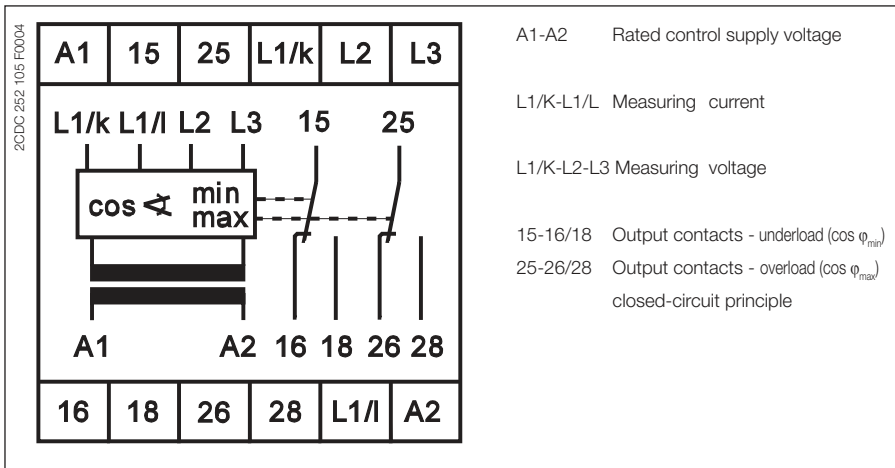 2CDC 252 105 F0004
A1 15 25 L1/k L2 L3
L1/k L1/l L2 L3 15 25
cos ∢ min
max
A1 A2 16 18 26 28
16 18 26 28 L1/l A2
A1-A2 Rated control supply voltage
L1/K-L1/L Measuring current
L1/K-L2-L3 Measuring voltage
15-16/18 Output contacts - underload (cos φmin)
25-26/28 Output contacts - overload (cos φmax)
closed-circuit principle